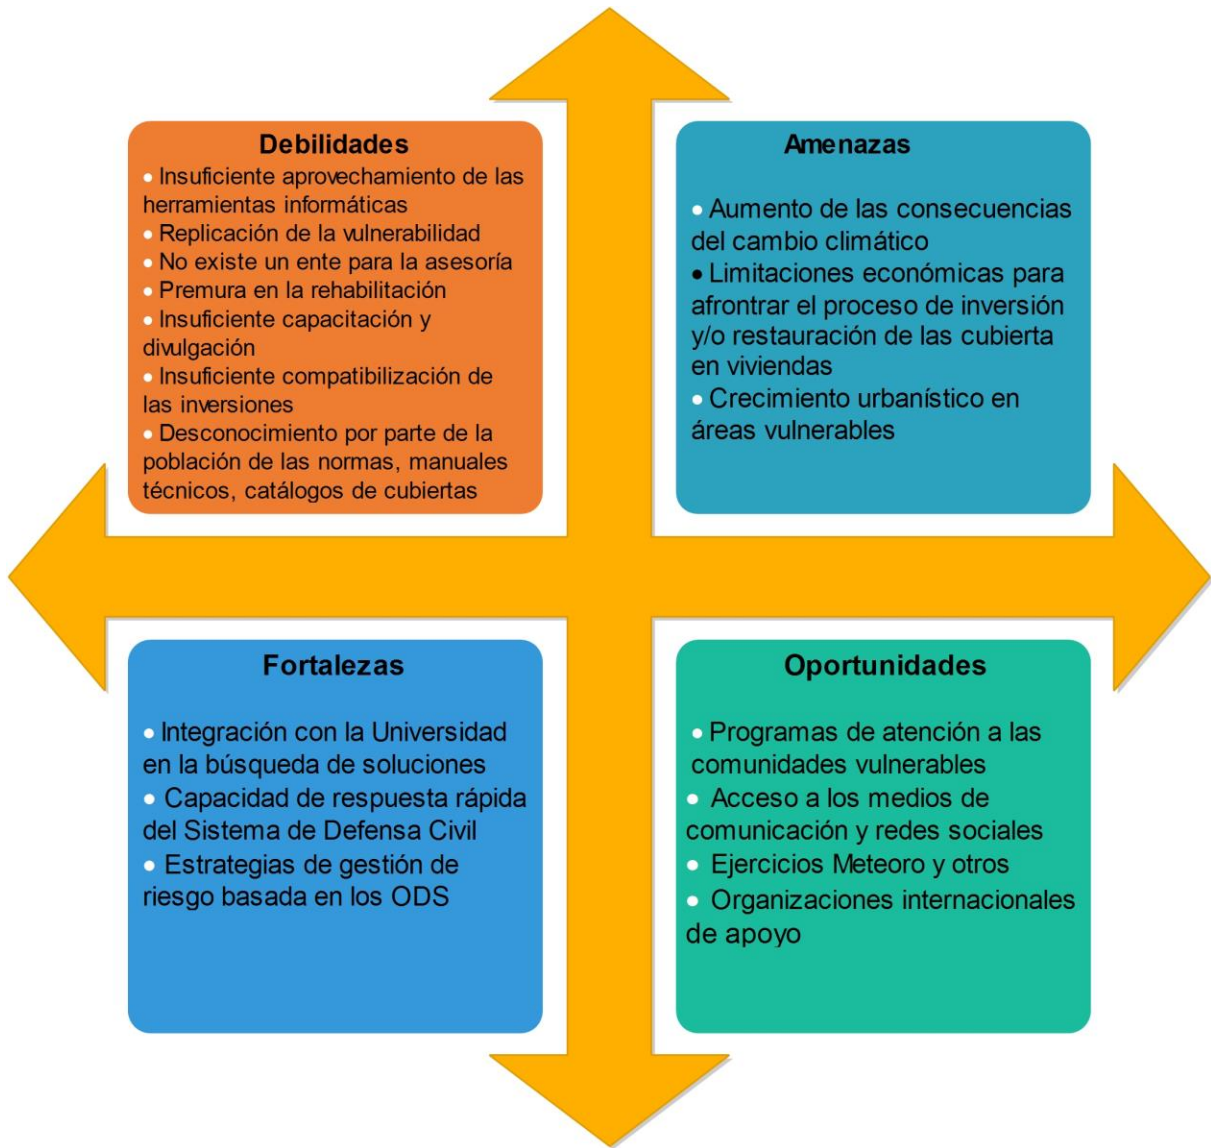 Debilidades
• Insuficiente aprovechamiento de las
herramientas informáticas
• Replicación de la vulnerabilidad
• No existe un ente para la asesoría
• Premura en la rehabilitación
• Insuficiente capacitación y
divulgación
• Insuficiente compatibilización de
las inversiones
• Desconocimiento por parte de la
población de las normas, manuales
técnicos, catálogos de cubiertas
Amenazas
• Aumento de las consecuencias
del cambio climático
• Limitaciones económicas para
afrontrar el proceso de inversión
y/o restauración de las cubierta
en viviendas
• Crecimiento urbanístico en
áreas vulnerables
Fortalezas
• Integración con la Universidad
en la búsqueda de soluciones
• Capacidad de respuesta rápida
del Sistema de Defensa Civil
• Estrategias de gestión de
riesgo basada en los ODS
Oportunidades
• Programas de atención a las
comunidades vulnerables
• Acceso a los medios de
comunicación y redes sociales
• Ejercicios Meteoro y otros
• Organizaciones internacionales
de apoyo